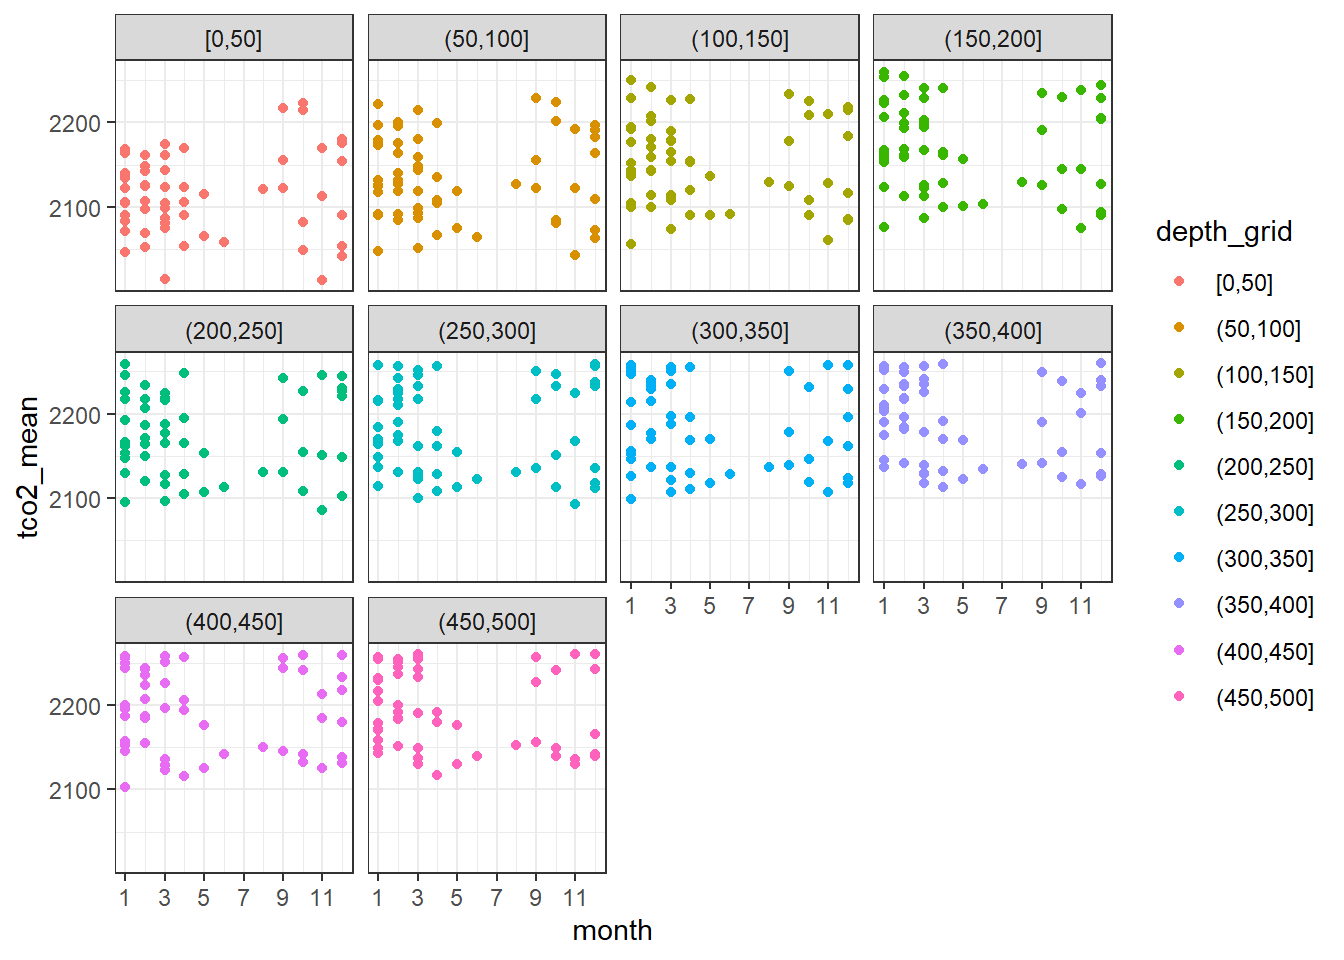 [0,50] (50,100] (100,150] (150,200]
2200
2100
(200,250] (250,300] (300,350] (350,400]
2200
2100
1 3 5 7 9 11 1 3 5 7 9 11
(400,450] (450,500]
2200
2100
1 3 5 7 9 11 1 3 5 7 9 11
month
tco2_mean
depth_grid
[0,50]
(50,100]
(100,150]
(150,200]
(200,250]
(250,300]
(300,350]
(350,400]
(400,450]
(450,500]